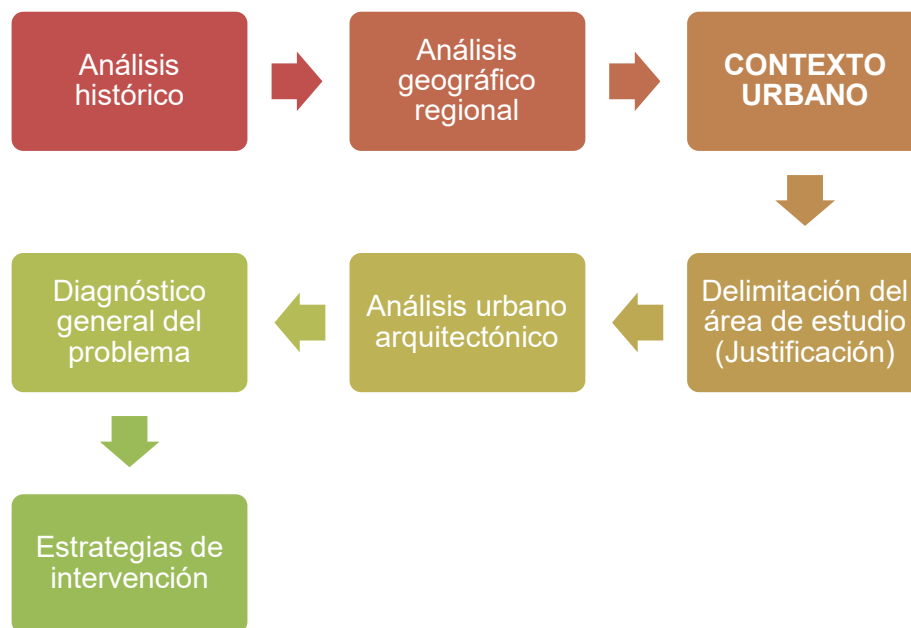 Análisis
histórico
Análisis
geográfico
regional
CONTEXTO
URBANO
Delimitación del
área de estudio
(Justificación)
Análisis urbano
arquitectónico
Diagnóstico
general del
problema
Estrategias de
intervención